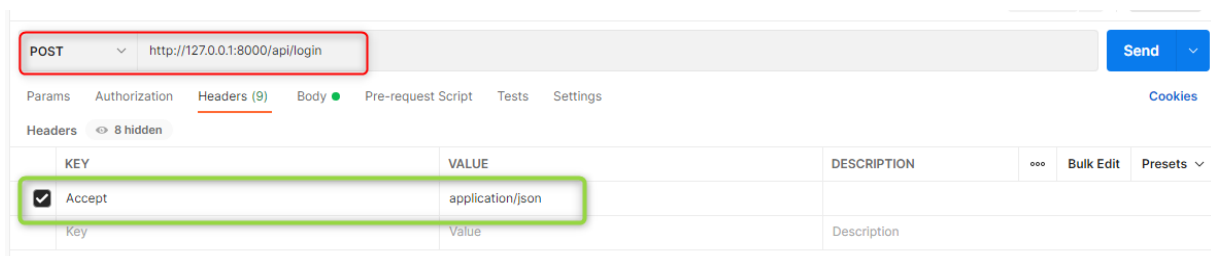 POST http://127.0.0.1:8000/api/login Send
Params Authorization Headers (9) Body Pre-request Script Tests Settings Cookies
Headers 8 hidden
KEY VALUE DESCRIPTION ooo Bulk Edit Presets
Accept application/json
Key Value Description